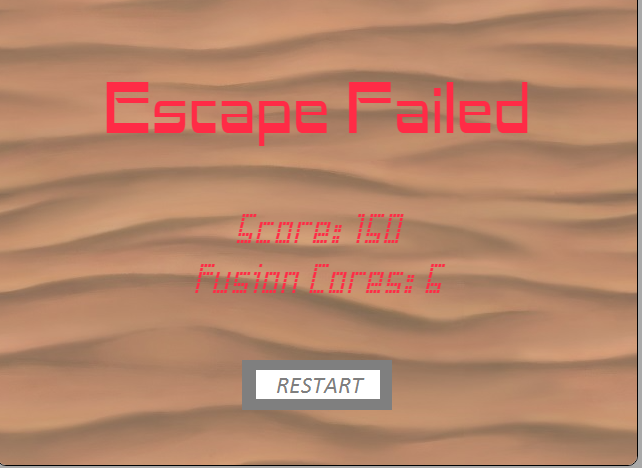 Escape Failed
Score: 150
Fusion Cores: 6
RESTART